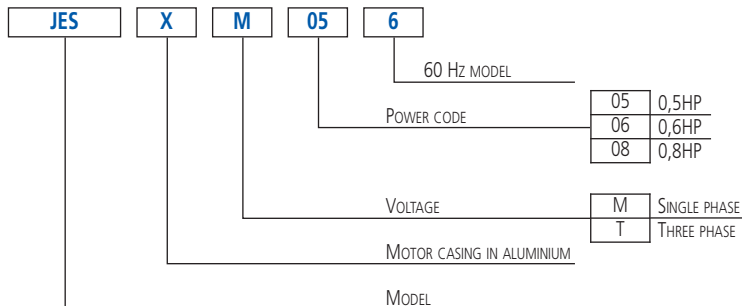 JES X M 05 6
60 Hz MODEL
POWER CODE
05 0,5HP
06 0,6HP
08 0,8HP
VOLTAGE
M SINGLE PHASE
T THREE PHASE
MOTOR CASING IN ALUMINIUM
MODEL